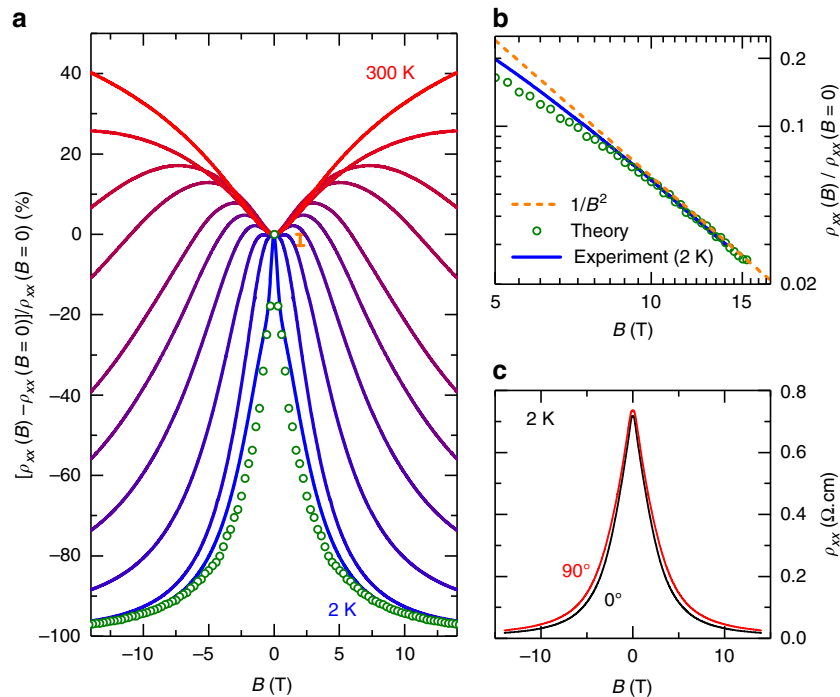 a
40
20
0
−20
−40
−60
−80
−100
−10
−5
0
5
10
300 K
2 K
B (T)
[ρxx (B) −ρxx (B = 0)]/ρxx (B = 0) (%)
b
0.2
0.1
0.02
5
10
15
1/B²
Theory
Experiment (2 K)
B (T)
ρxx (B) / ρxx (B = 0)
c
2 K
90°
0°
0.8
0.6
0.4
0.2
0.0
−10
0
10
B (T)
ρxx (Ω.cm)